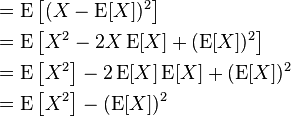 = E [(X − E[X])²]
= E [X² − 2X E[X] + (E[X])²]
= E [X²] − 2 E[X] E[X] + (E[X])²
= E [X²] − (E[X])²